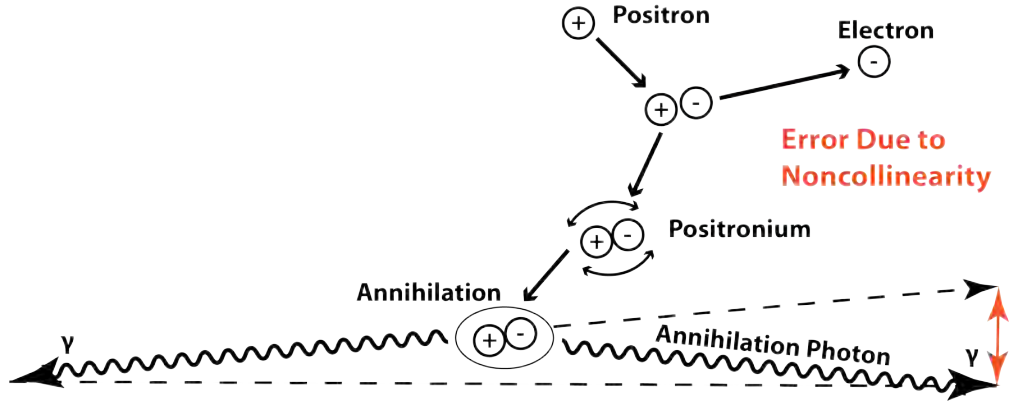 +
Positron
Electron
-
+ -
Error Due to
Noncollinearity
+ -
Positronium
Annihilation
+ -
γ
Annihilation Photon
γ